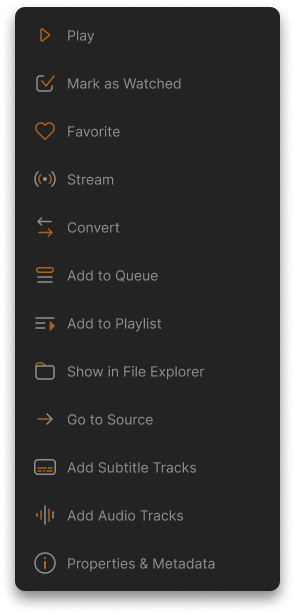 Play
Mark as Watched
Favorite
Stream
Convert
Add to Queue
Add to Playlist
Show in File Explorer
Go to Source
Add Subtitle Tracks
Add Audio Tracks
Properties & Metadata